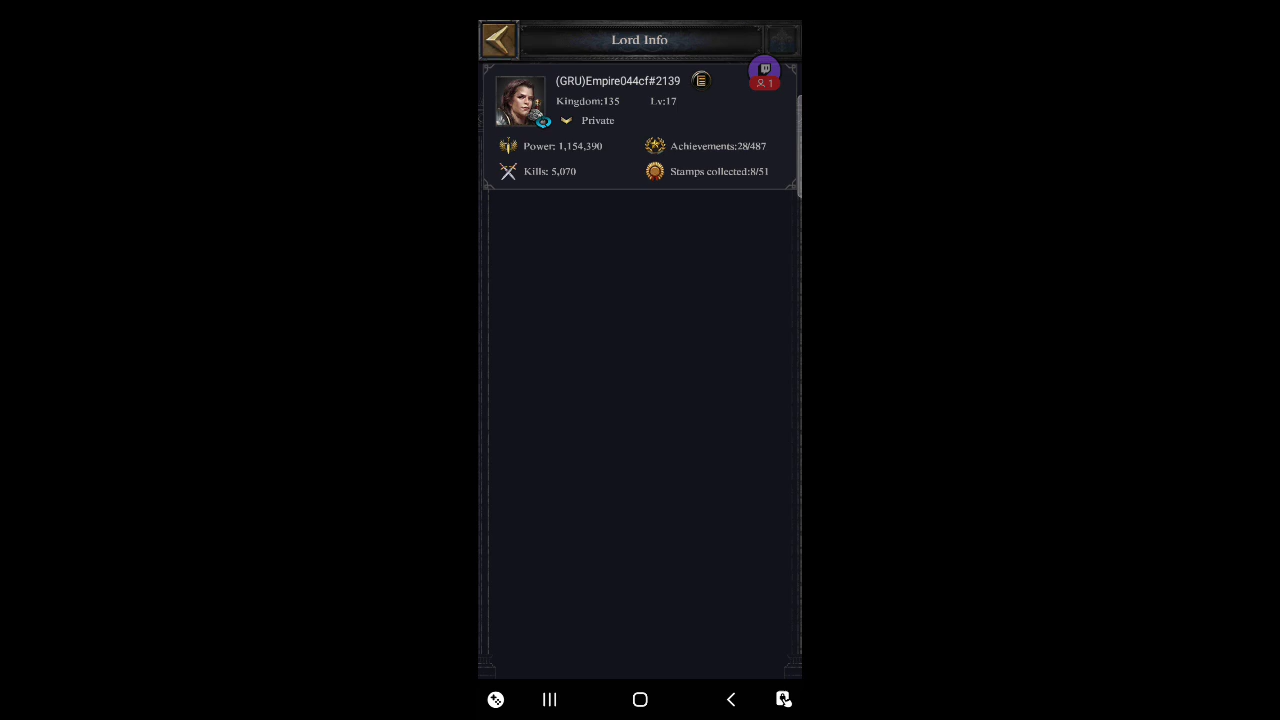 Lord Info
(GRU)Empire044cf#2139
1
Kingdom:135 Lv:17
Private
Power: 1,154,390 Achievements:28/487
Kills: 5,070 Stamps collected:8/51